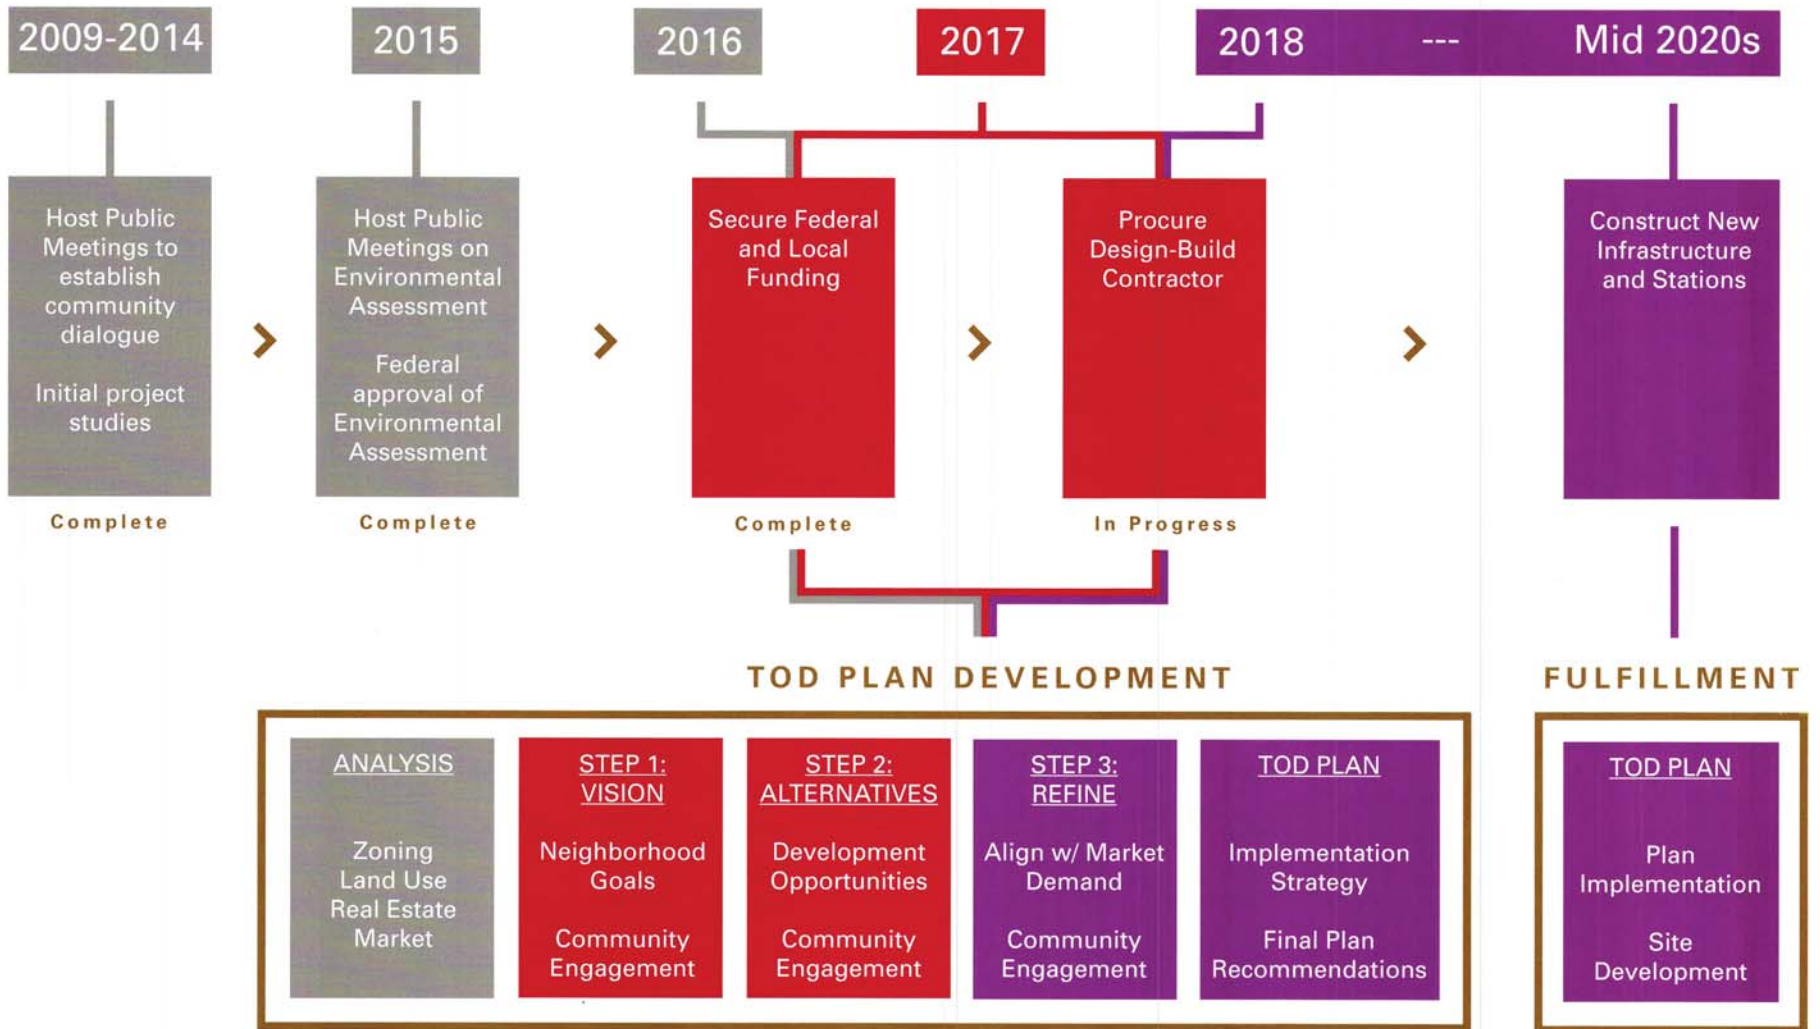 2009-2014
2015
2016
2017
2018 --- Mid 2020s
Host Public
Meetings to
establish
community
dialogue
Initial project
studies
Complete
Host Public
Meetings on
Environmental
Assessment
Federal
approval of
Environmental
Assessment
Complete
Secure Federal
and Local
Funding
Complete
Procure
Design-Build
Contractor
In Progress
Construct New
Infrastructure
and Stations
TOD PLAN DEVELOPMENT
ANALYSIS
Zoning
Land Use
Real Estate
Market
STEP 1:
VISION
Neighborhood
Goals
Community
Engagement
STEP 2:
ALTERNATIVES
Development
Opportunities
Community
Engagement
STEP 3:
REFINE
Align w/ Market
Demand
Community
Engagement
TOD PLAN
Implementation
Strategy
Final Plan
Recommendations
FULFILLMENT
TOD PLAN
Plan
Implementation
Site
Development